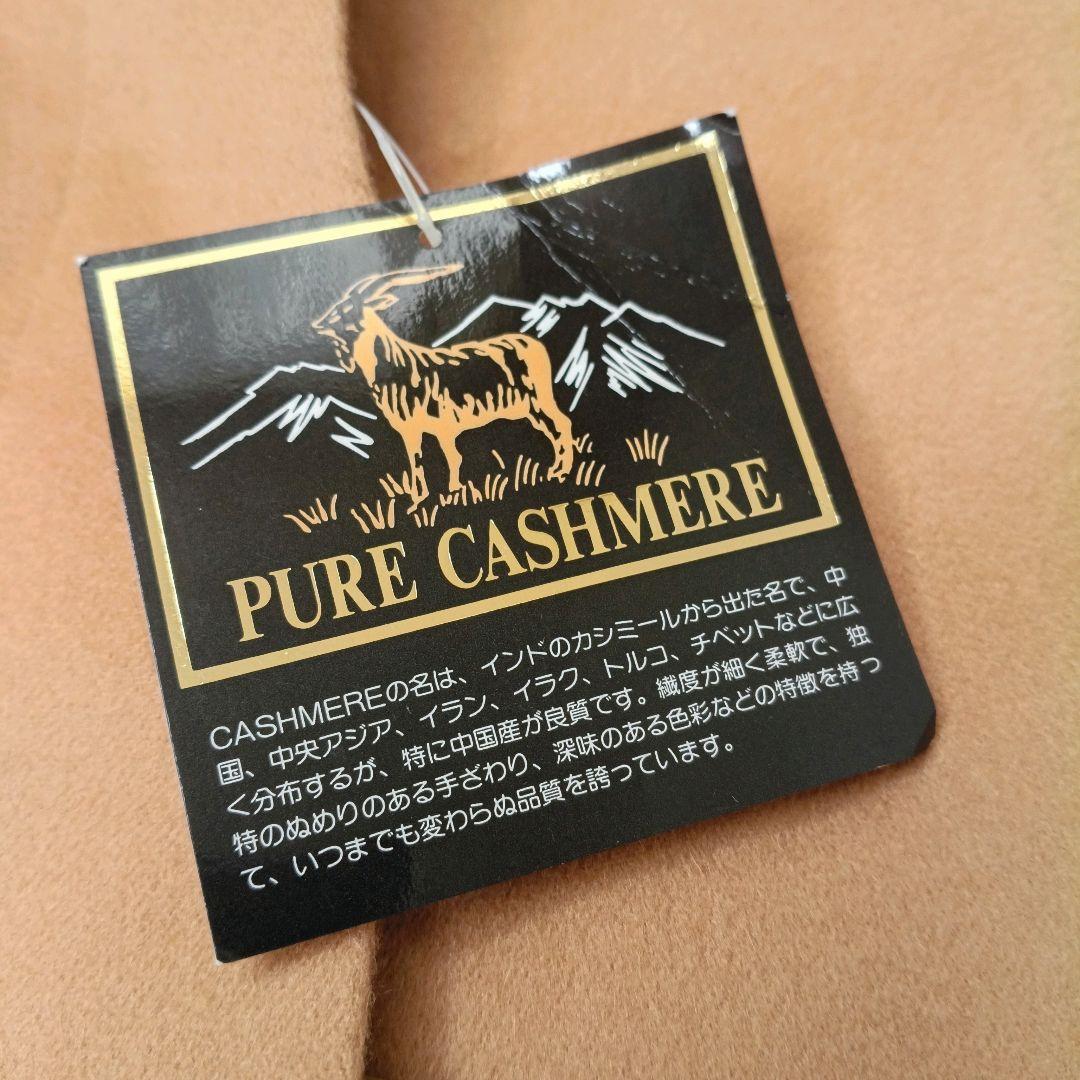 PURE CASHMERE
CASHMEREの名は、インドのカシミールから出た名で、中
国、中央アジア、イラン、イラク、トルコ、チベットなどに広
く分布するが、特に中国産が良質です。繊度が細く柔軟で、独
特のぬめりのある手ざわり、深味のある色彩などの特徴を持っ
て、いつまでも変わらぬ品質を誇っています。